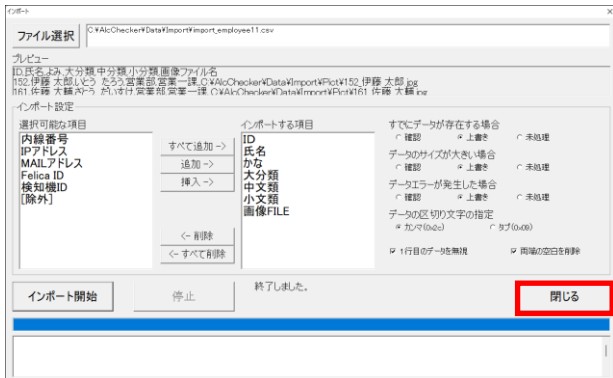 インポート
ファイル選択
C:¥AlcChecker¥Data¥Import¥import_employee11.csv
プレビュー
ID,氏名,よみ,大分類,中分類,小分類,画像ファイル名
152,伊藤 太郎,いとう たろう,営業部,営業一課,,C:¥AlcChecker¥Data¥Import¥Pict¥152_伊藤 太郎.jpg
161,佐藤 大輔,さとう だいすけ,営業部,営業一課,,C:¥AlcChecker¥Data¥Import¥Pict¥161_佐藤 大輔.jpg
インポート設定
選択可能な項目
内線番号
IPアドレス
MAILアドレス
Felica ID
検知機ID
[除外]
すべて追加 ->
追加 ->
挿入 ->
<- 削除
<- すべて削除
インポートする項目
ID
氏名
かな
大分類
中文類
小文類
画像FILE
すでにデータが存在する場合
確認 上書き 未処理
データのサイズが大きい場合
確認 上書き 未処理
データエラーが発生した場合
確認 上書き 未処理
データの区切り文字の指定
カンマ(0x2c) タブ(0x09)
1行目のデータを無視 両端の空白を削除
インポート開始
停止
終了しました。
閉じる